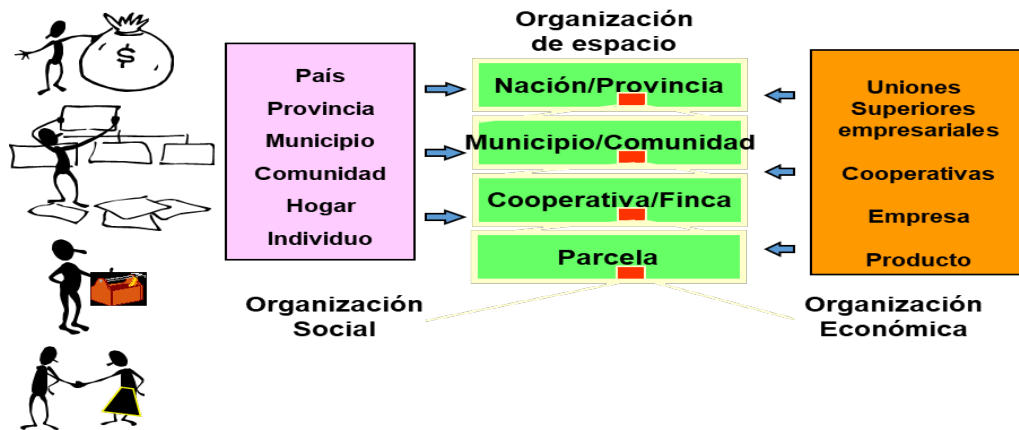 $
País
Provincia
Municipio
Comunidad
Hogar
Individuo
Organización
Social
Organización
de espacio
Nación/Provincia
Municipio/Comunidad
Cooperativa/Finca
Parcela
Uniones
Superiores
empresariales
Cooperativas
Empresa
Producto
Organización
Económica